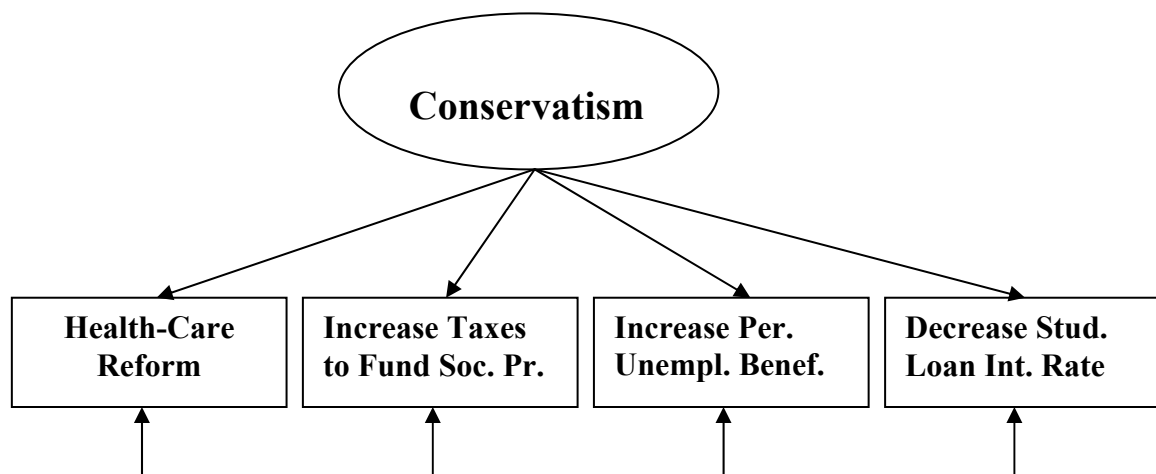 Conservatism
Health-Care
Reform
Increase Taxes
to Fund Soc. Pr.
Increase Per.
Unempl. Benef.
Decrease Stud.
Loan Int. Rate